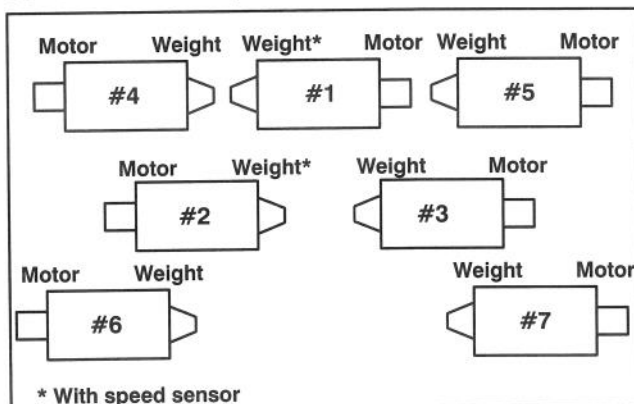 Motor Weight Weight* Motor Weight Motor
#4 #1 #5
Motor Weight* Weight Motor
#2 #3
Motor Weight Weight Motor
#6 #7
* With speed sensor